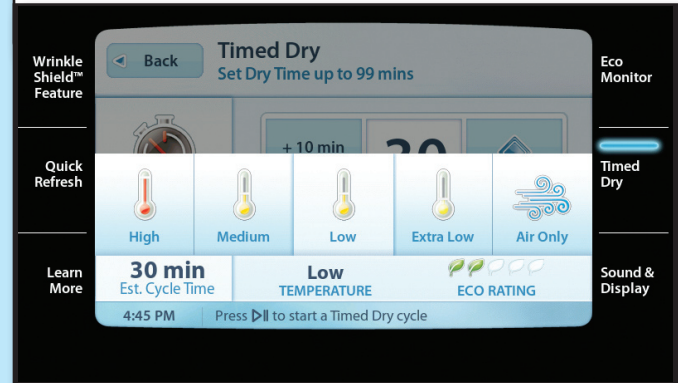 Wrinkle
Shield™
Feature
Quick
Refresh
Learn
More
Back
Timed Dry
Set Dry Time up to 99 mins
+ 10 min
30
High
Medium
Low
Extra Low
Air Only
30 min
Est. Cycle Time
Low
TEMPERATURE
ECO RATING
4:45 PM
Press to start a Timed Dry cycle
Eco
Monitor
Timed
Dry
Sound &
Display